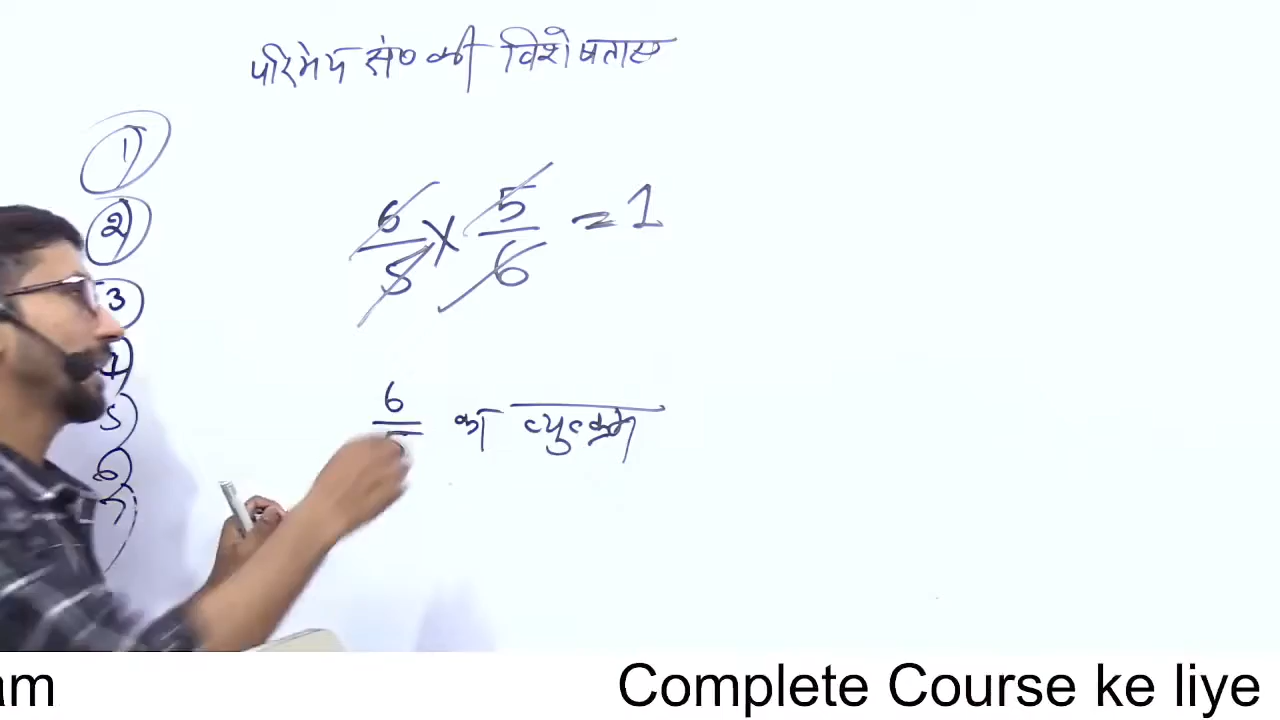 परिमेय सं० की विशेषताएँ
1
2
3
4
5
6
7
6/5 × 5/6 = 1
6/ का व्युत्क्रम
am Complete Course ke liye